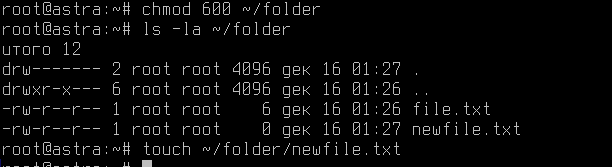 root@astra:~# chmod 600 ~/folder
root@astra:~# ls -la ~/folder
итого 12
drw------- 2 root root 4096 дек 16 01:27 .
drwxr-x--- 6 root root 4096 дек 16 01:26 ..
-rw-r--r-- 1 root root    6 дек 16 01:26 file.txt
-rw-r--r-- 1 root root    0 дек 16 01:27 newfile.txt
root@astra:~# touch ~/folder/newfile.txt
root@astra:~#